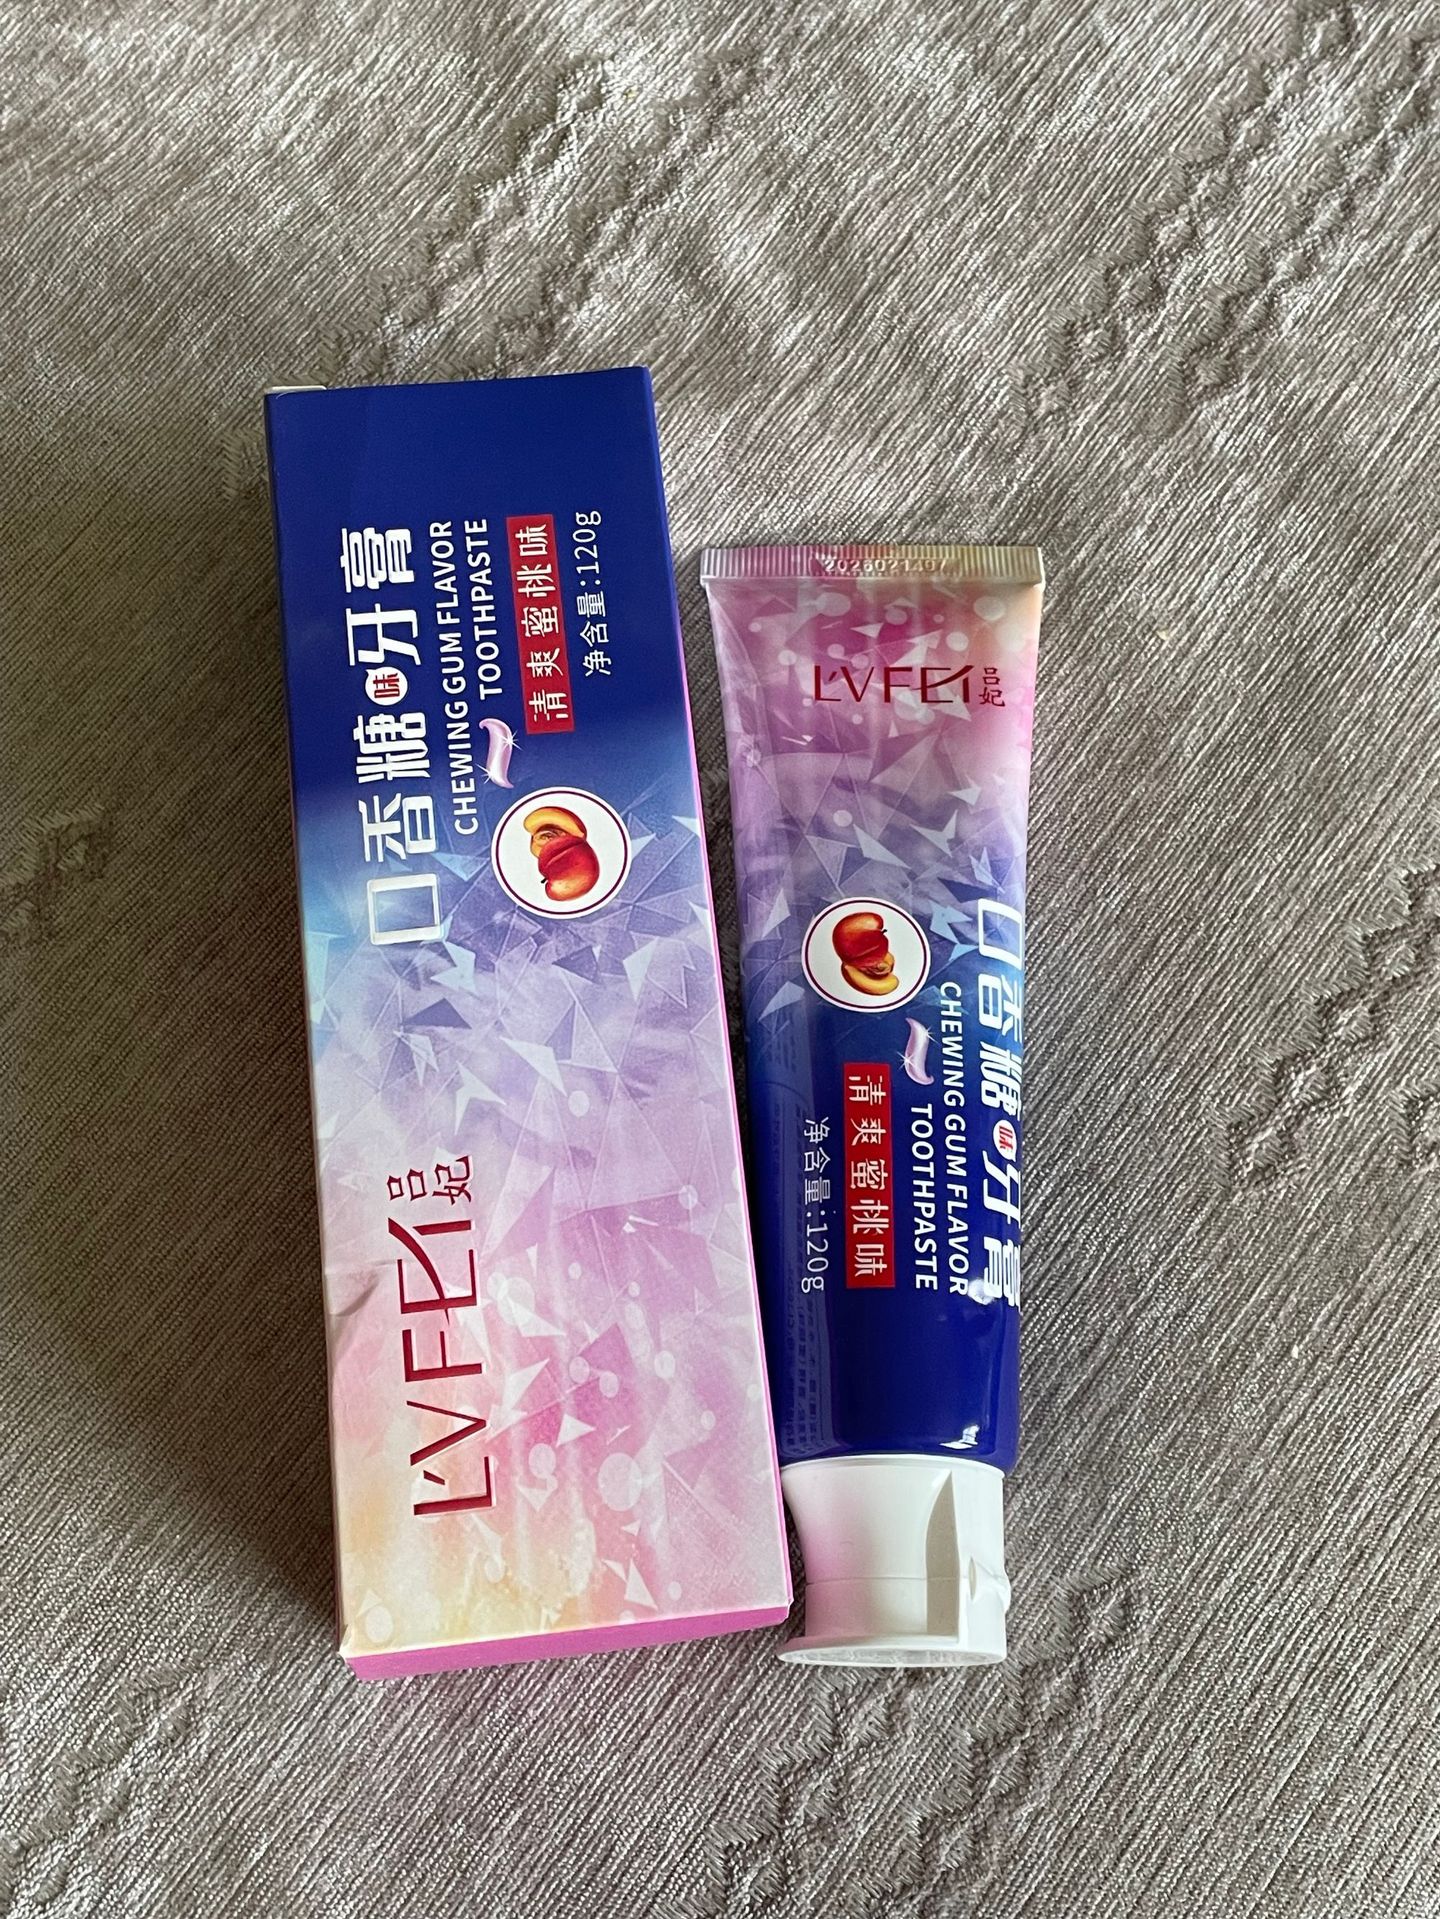 口香糖味牙膏
CHEWING GUM FLAVOR
TOOTHPASTE
清爽蜜桃味
净含量:120g
L'VFEI 吕妃
L'VFEI 吕妃
口香糖味牙膏
CHEWING GUM FLAVOR
TOOTHPASTE
清爽蜜桃味
净含量:120g